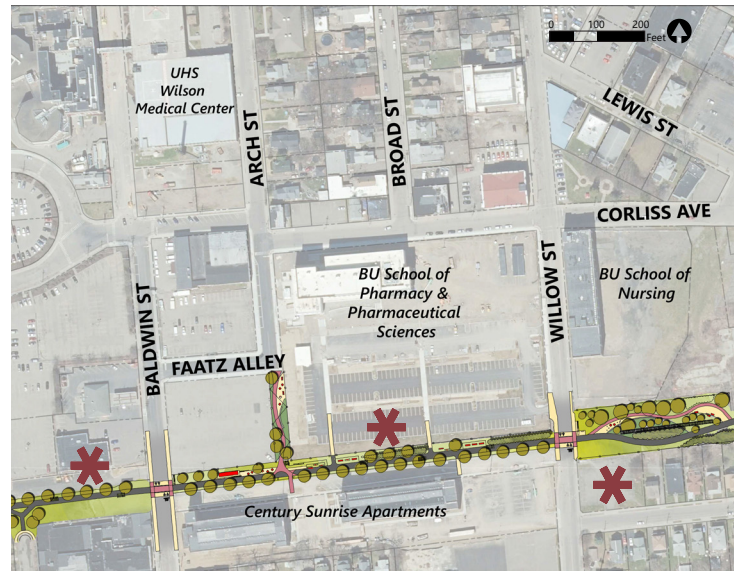 0 100 200
Feet
UHS
Wilson
Medical Center
ARCH ST
BROAD ST
LEWIS ST
CORLISS AVE
BU School of
Pharmacy &
Pharmaceutical
Sciences
WILLOW ST
BU School of
Nursing
BALDWIN ST
FAATZ ALLEY
Century Sunrise Apartments